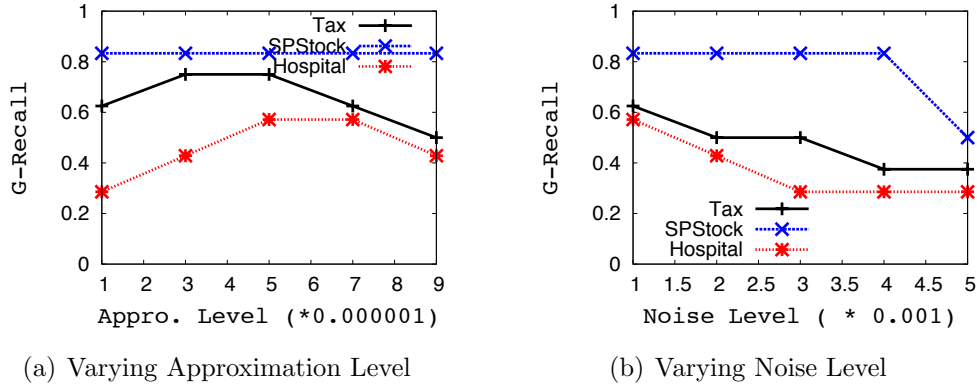 Tax
SPStock
Hospital
G-Recall
1
0.8
0.6
0.4
0.2
0
1 2 3 4 5 6 7 8 9
Appro. Level (*0.000001)
(a) Varying Approximation Level
G-Recall
1
0.8
0.6
0.4
0.2
0
Tax
SPStock
Hospital
1 1.5 2 2.5 3 3.5 4 4.5 5
Noise Level ( * 0.001)
(b) Varying Noise Level